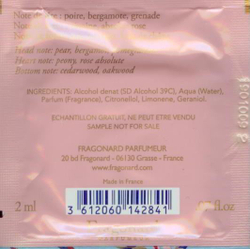 poire, bergamote, grenade
Head note: pear, bergamot,
Heart note: peony, rose absolute
Bottom note: cedarwood, oakwood
INGREDIENTS: Alcohol denat (SD Alcohol 39C), Aqua (Water),
Parfum (Fragrance), Citronellol, Limonene, Geraniol.
ECHANTILLON GRATUIT, NE PEUT ETRE VENDU
SAMPLE NOT FOR SALE
FRAGONARD PARFUMEUR
20 bd Fragonard - 06130 Grasse - France
www.fragonard.com
Made in France
2 ml
fl.oz
3 612060 142841